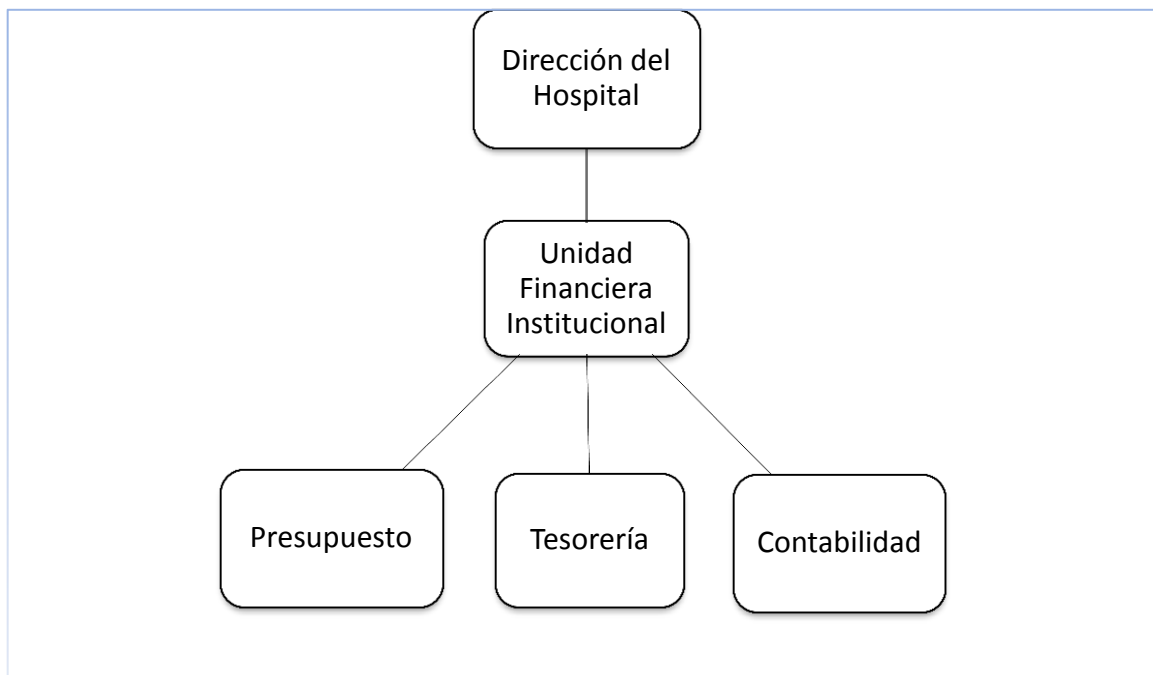 Dirección del
Hospital
Unidad
Financiera
Institucional
Presupuesto
Tesorería
Contabilidad